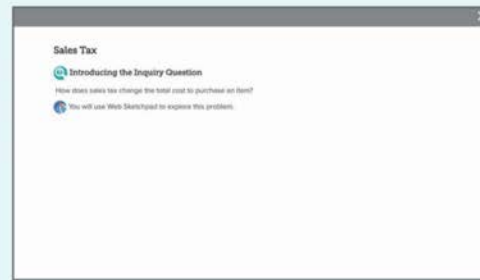 Sales Tax
Introducing the Inquiry Question
How does sales tax change the total cost to purchase an item?
You will use Web Sketchpad to explore this problem.